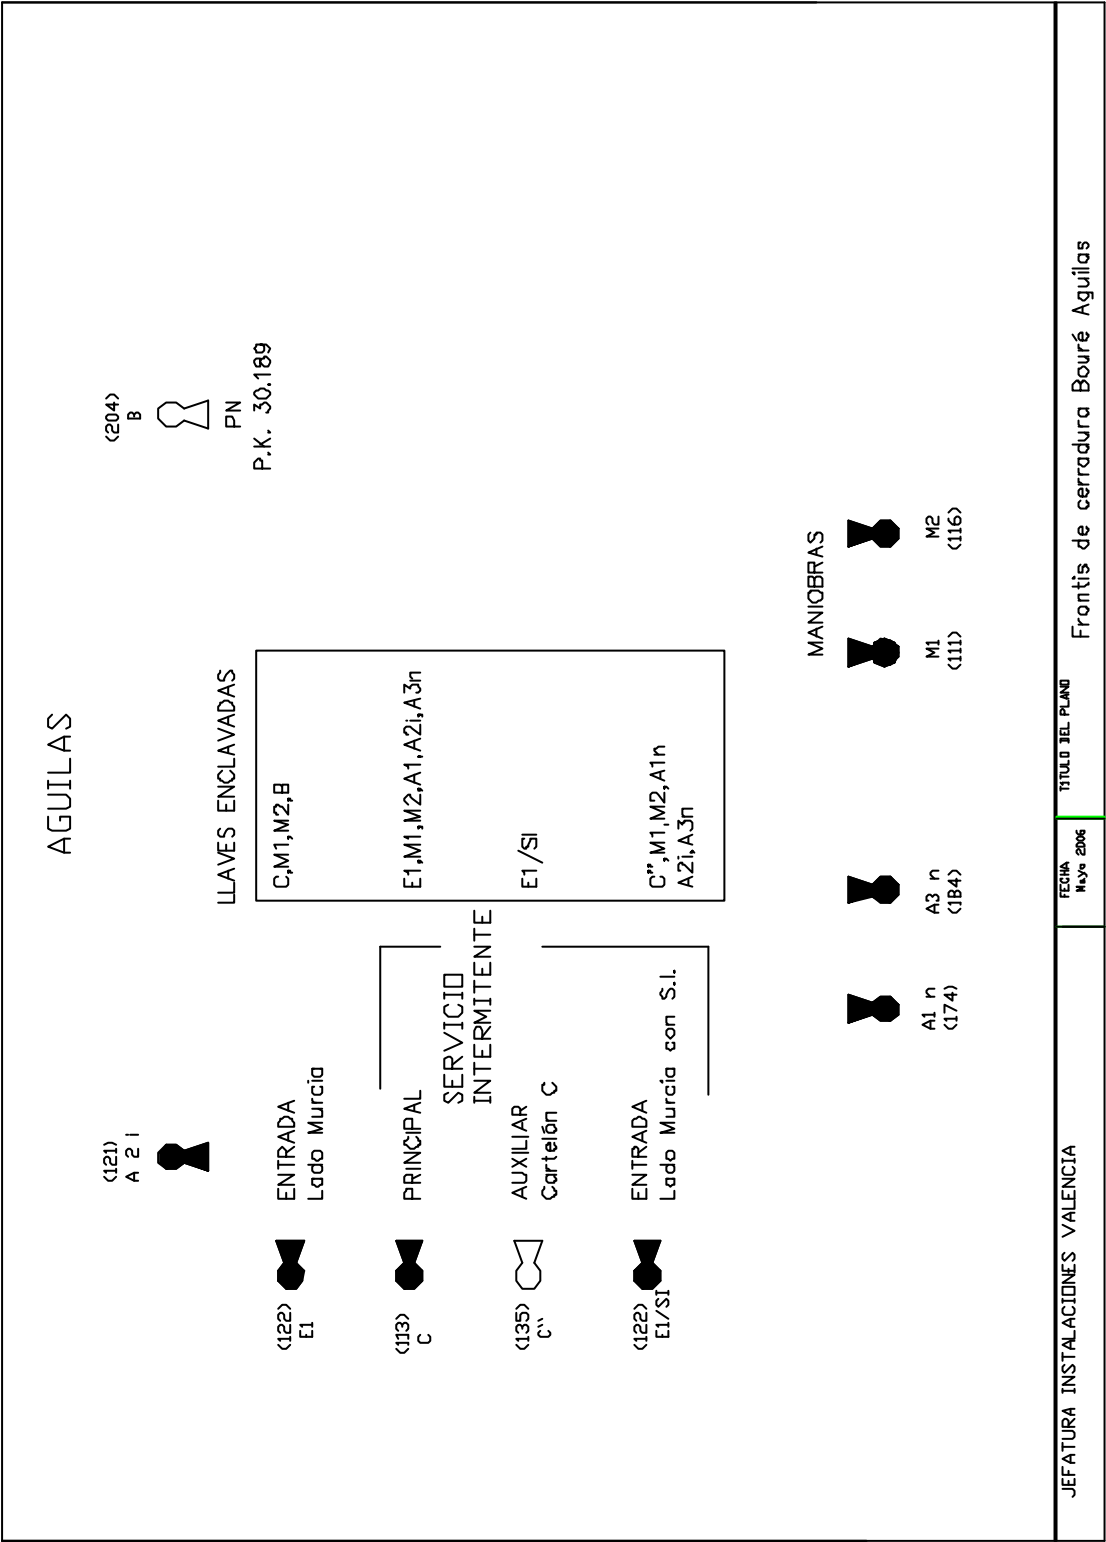 AGUILAS
(121)
A 2 i
(204)
B
PN
P.K. 30.189
LLAVES ENCLAVADAS
(122)
E1
ENTRADA
Lado Murcia
C,M1,M2,B
(113)
C
PRINCIPAL
E1,M1,M2,A1,A2i,A3n
SERVICIO
INTERMITENTE
(135)
C``
AUXILIAR
Cartelón C
E1/SI
(122)
E1/SI
ENTRADA
Lado Murcia con S.I.
C",M1,M2,A1n
A2i,A3n
MANIOBRAS
A1 n
(174)
A3 n
(184)
M1
(111)
M2
(116)
JEFATURA INSTALACIONES VALENCIA
FECHA
Mayo 2006
TITULO DEL PLANO
Frontis de cerradura Bouré Aguilas